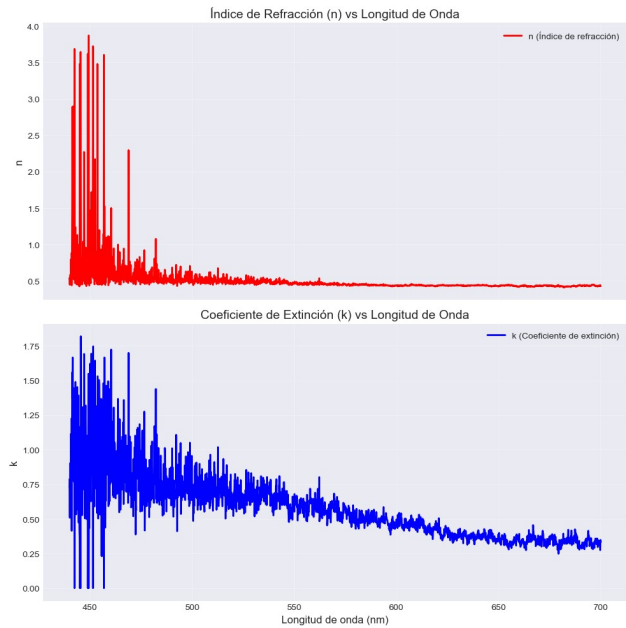 Índice de Refracción (n) vs Longitud de Onda
n (Índice de refracción)
4.0
3.5
3.0
2.5
2.0
1.5
1.0
0.5
n
Coeficiente de Extinción (k) vs Longitud de Onda
k (Coeficiente de extinción)
1.75
1.50
1.25
1.00
0.75
0.50
0.25
0.00
k
450 500 550 600 650 700
Longitud de onda (nm)